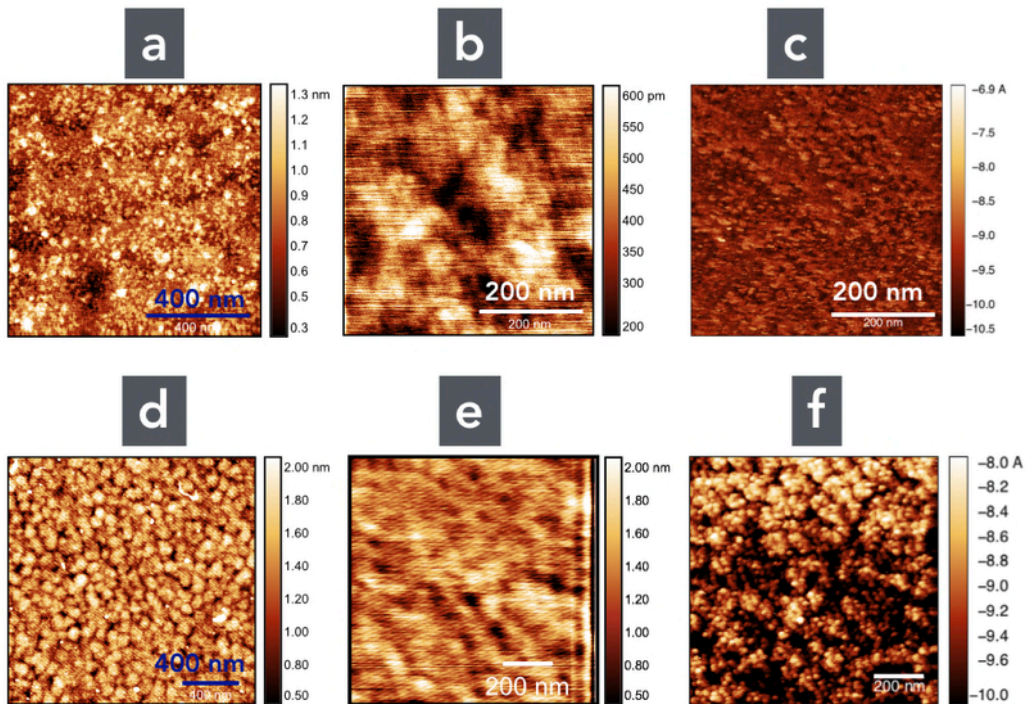 a
b
c
1.3 nm
1.2
1.1
1.0
0.9
0.8
0.7
0.6
0.5
0.3
400 nm
400 nm
600 pm
550
500
450
400
350
300
200
200 nm
200 nm
−6.9 A
−7.5
−8.0
−8.5
−9.0
−9.5
−10.0
−10.5
200 nm
200 nm
d
e
f
2.00 nm
1.80
1.60
1.40
1.20
1.00
0.80
0.50
400 nm
400 nm
2.00 nm
1.80
1.60
1.40
1.20
1.00
0.80
0.50
200 nm
−8.0 A
−8.2
−8.4
−8.6
−8.8
−9.0
−9.2
−9.4
−9.6
−10.0
200 nm